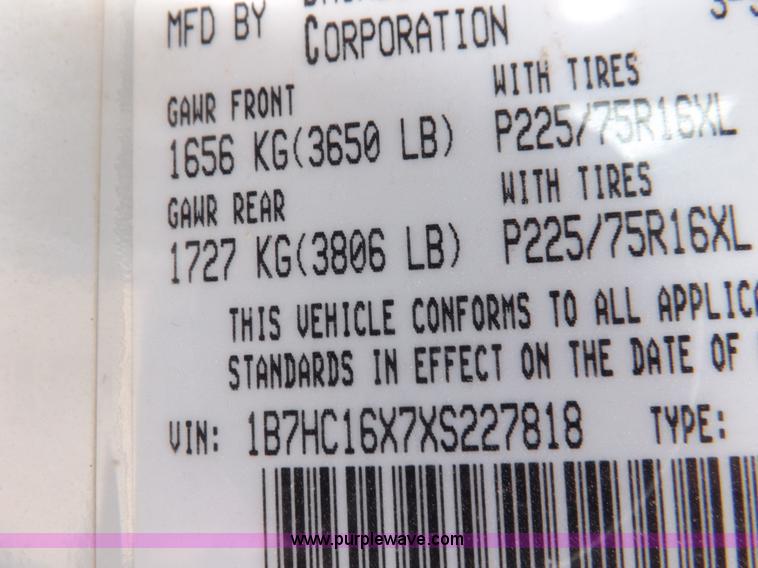 MFD BY
CORPORATION
GAWR FRONT WITH TIRES
1656 KG(3650 LB) P225/75R16XL
GAWR REAR WITH TIRES
1727 KG(3806 LB) P225/75R16XL
THIS VEHICLE CONFORMS TO ALL
STANDARDS IN EFFECT ON THE DATE OF
VIN: 1B7HC16X7XS227818 TYPE:
www.purplewave.com